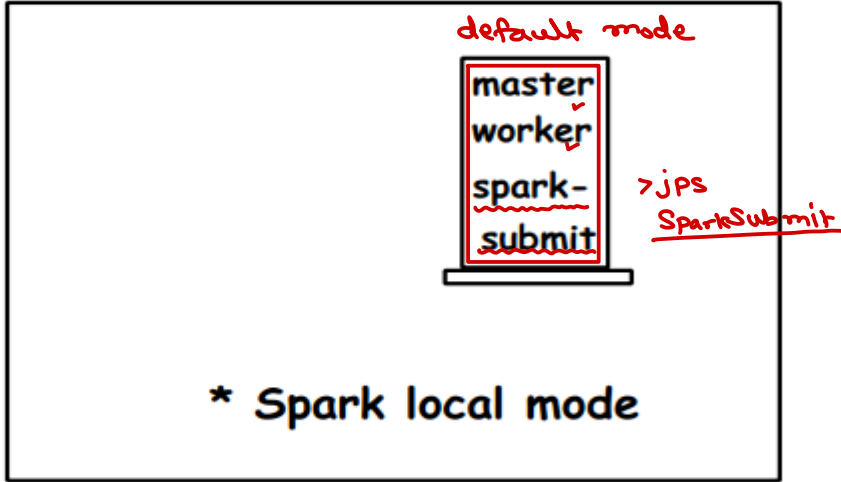 default mode
master
worker
spark-
submit
>jps
SparkSubmit
* Spark local mode